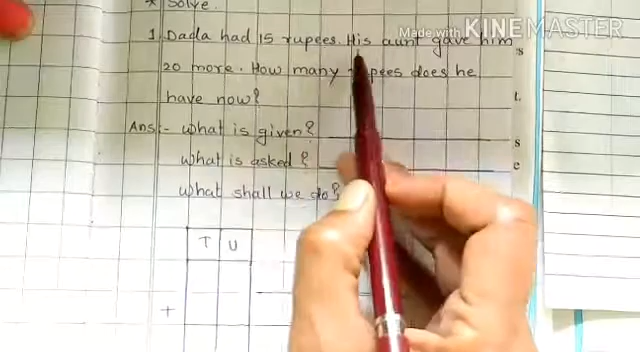 * Solve.
Made with KINEMASTER
1. Dada had 15 rupees. His aunt gave him
20 more. How many rupees does he
have now?
Ans:- What is given?
What is asked?
What shall we do?
T U
+